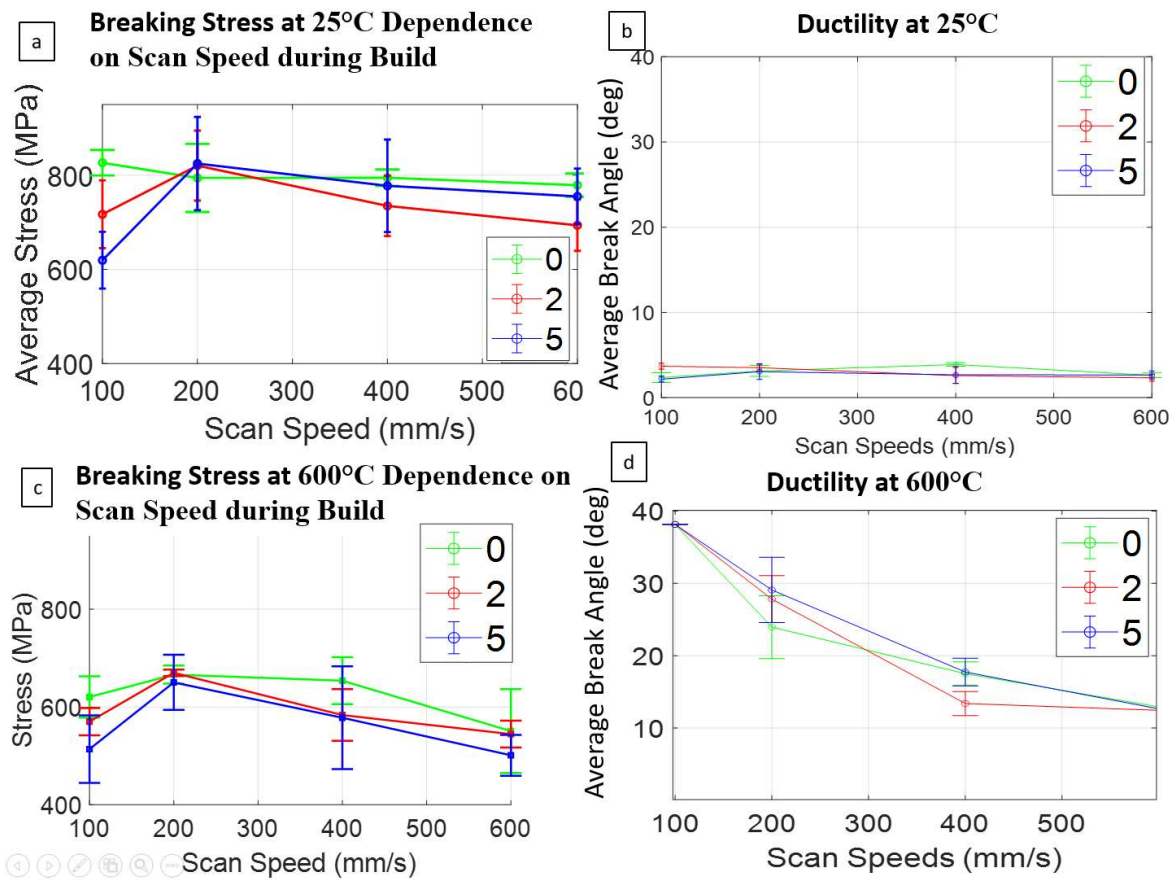 a
Breaking Stress at 25°C Dependence
on Scan Speed during Build
Average Stress (MPa)
800
600
400
100
200
300
400
500
600
Scan Speed (mm/s)
0
2
5
b
Ductility at 25°C
Average Break Angle (deg)
40
30
20
10
0
100
200
300
400
500
600
Scan Speeds (mm/s)
0
2
5
c
Breaking Stress at 600°C Dependence on
Scan Speed during Build
Stress (MPa)
800
600
400
100
200
300
400
500
600
Scan Speed (mm/s)
0
2
5
d
Ductility at 600°C
Average Break Angle (deg)
40
30
20
10
100
200
300
400
500
Scan Speeds (mm/s)
0
2
5